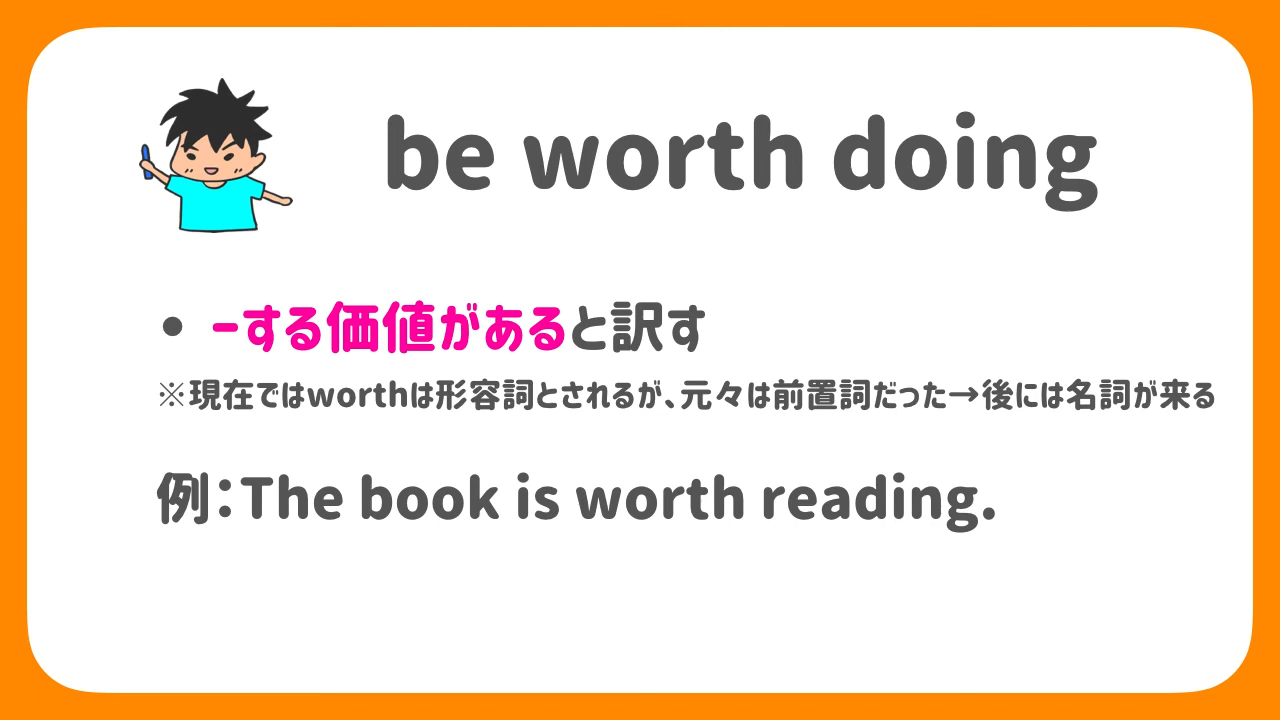 be worth doing
• -する価値があると訳す
※現在ではworthは形容詞とされるが、元々は前置詞だった→後には名詞が来る
例：The book is worth reading.